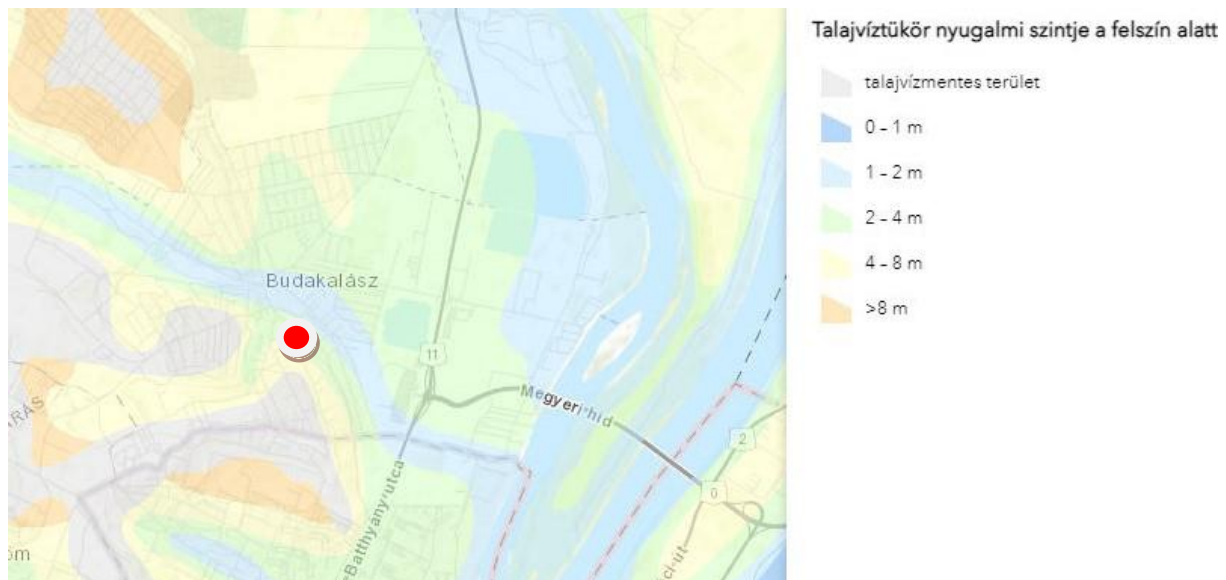 Talajvíztükör nyugalmi szintje a felszín alatt
talajvízmentes terület
0 - 1 m
1 - 2 m
2 - 4 m
4 - 8 m
>8 m
Budakalász
11
Megyeri híd
2
0
Batthyány utca